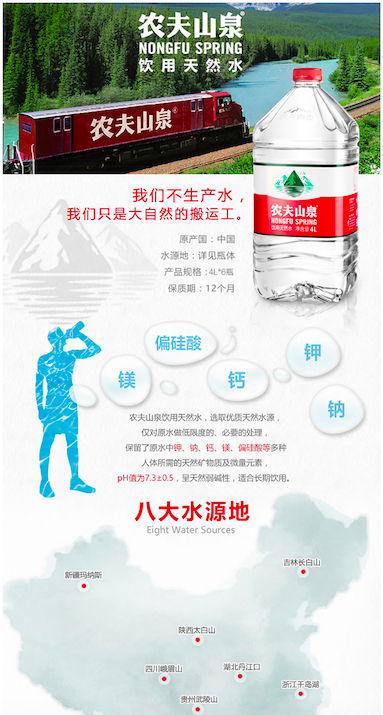 农夫山泉
NONGFU SPRING
饮用天然水
农夫山泉
我们不生产水，
我们只是大自然的搬运工。
原产国：中国
水源地：详见瓶体
产品规格：4L*6瓶
保质期：12个月
农夫山泉
NONGFU SPRING
饮用天然水 净含量4L
偏硅酸
钾
镁
钙
钠
农夫山泉饮用天然水，选取优质天然水源，
仅对原水做低限度的、必要的处理，
保留了原水中钾、钠、钙、镁、偏硅酸等多种
人体所需的天然矿物质及微量元素，
pH值为7.3±0.5，呈天然弱碱性，适合长期饮用。
八大水源地
Eight Water Sources
吉林长白山
新疆玛纳斯
陕西太白山
四川峨眉山
湖北丹江口
浙江千岛湖
贵州武陵山